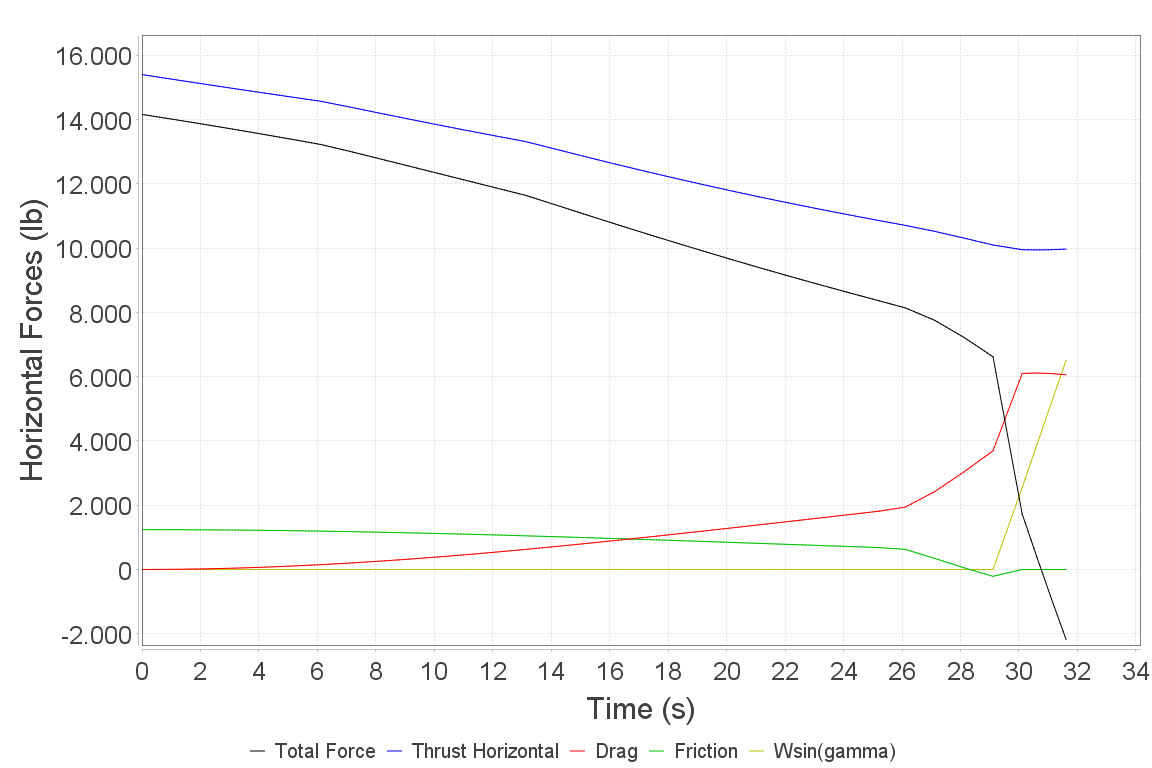 Horizontal Forces (lb)
16.000
14.000
12.000
10.000
8.000
6.000
4.000
2.000
0
-2.000
0 2 4 6 8 10 12 14 16 18 20 22 24 26 28 30 32 34
Time (s)
Total Force Thrust Horizontal Drag Friction Wsin(gamma)